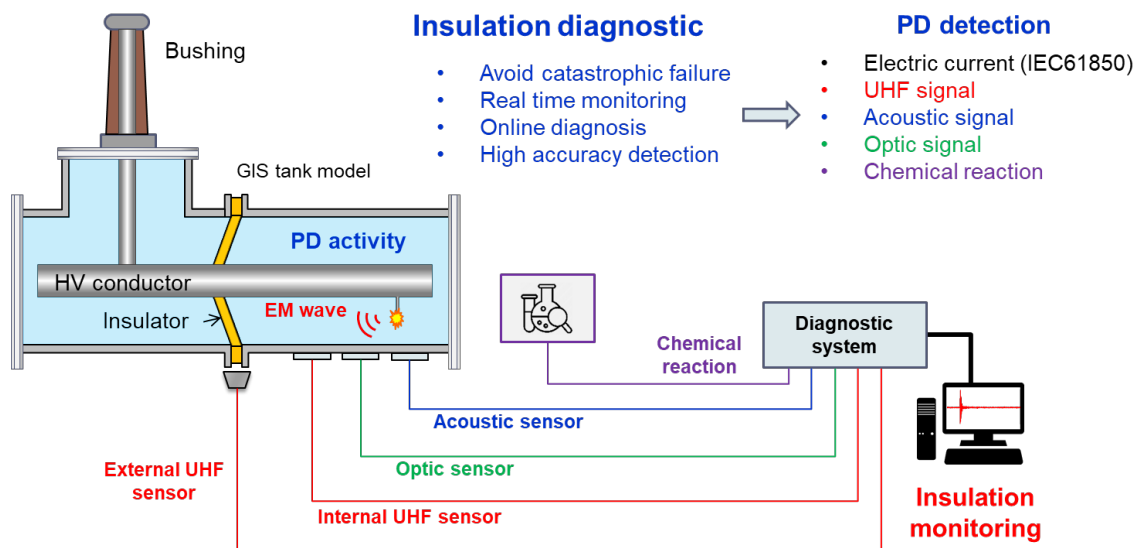 Insulation diagnostic
• Avoid catastrophic failure
• Real time monitoring
• Online diagnosis
• High accuracy detection
PD detection
• Electric current (IEC61850)
• UHF signal
• Acoustic signal
• Optic signal
• Chemical reaction
Bushing
GIS tank model
PD activity
HV conductor
EM wave
Insulator
Chemical
reaction
Diagnostic
system
Acoustic sensor
Optic sensor
External UHF
sensor
Internal UHF sensor
Insulation
monitoring